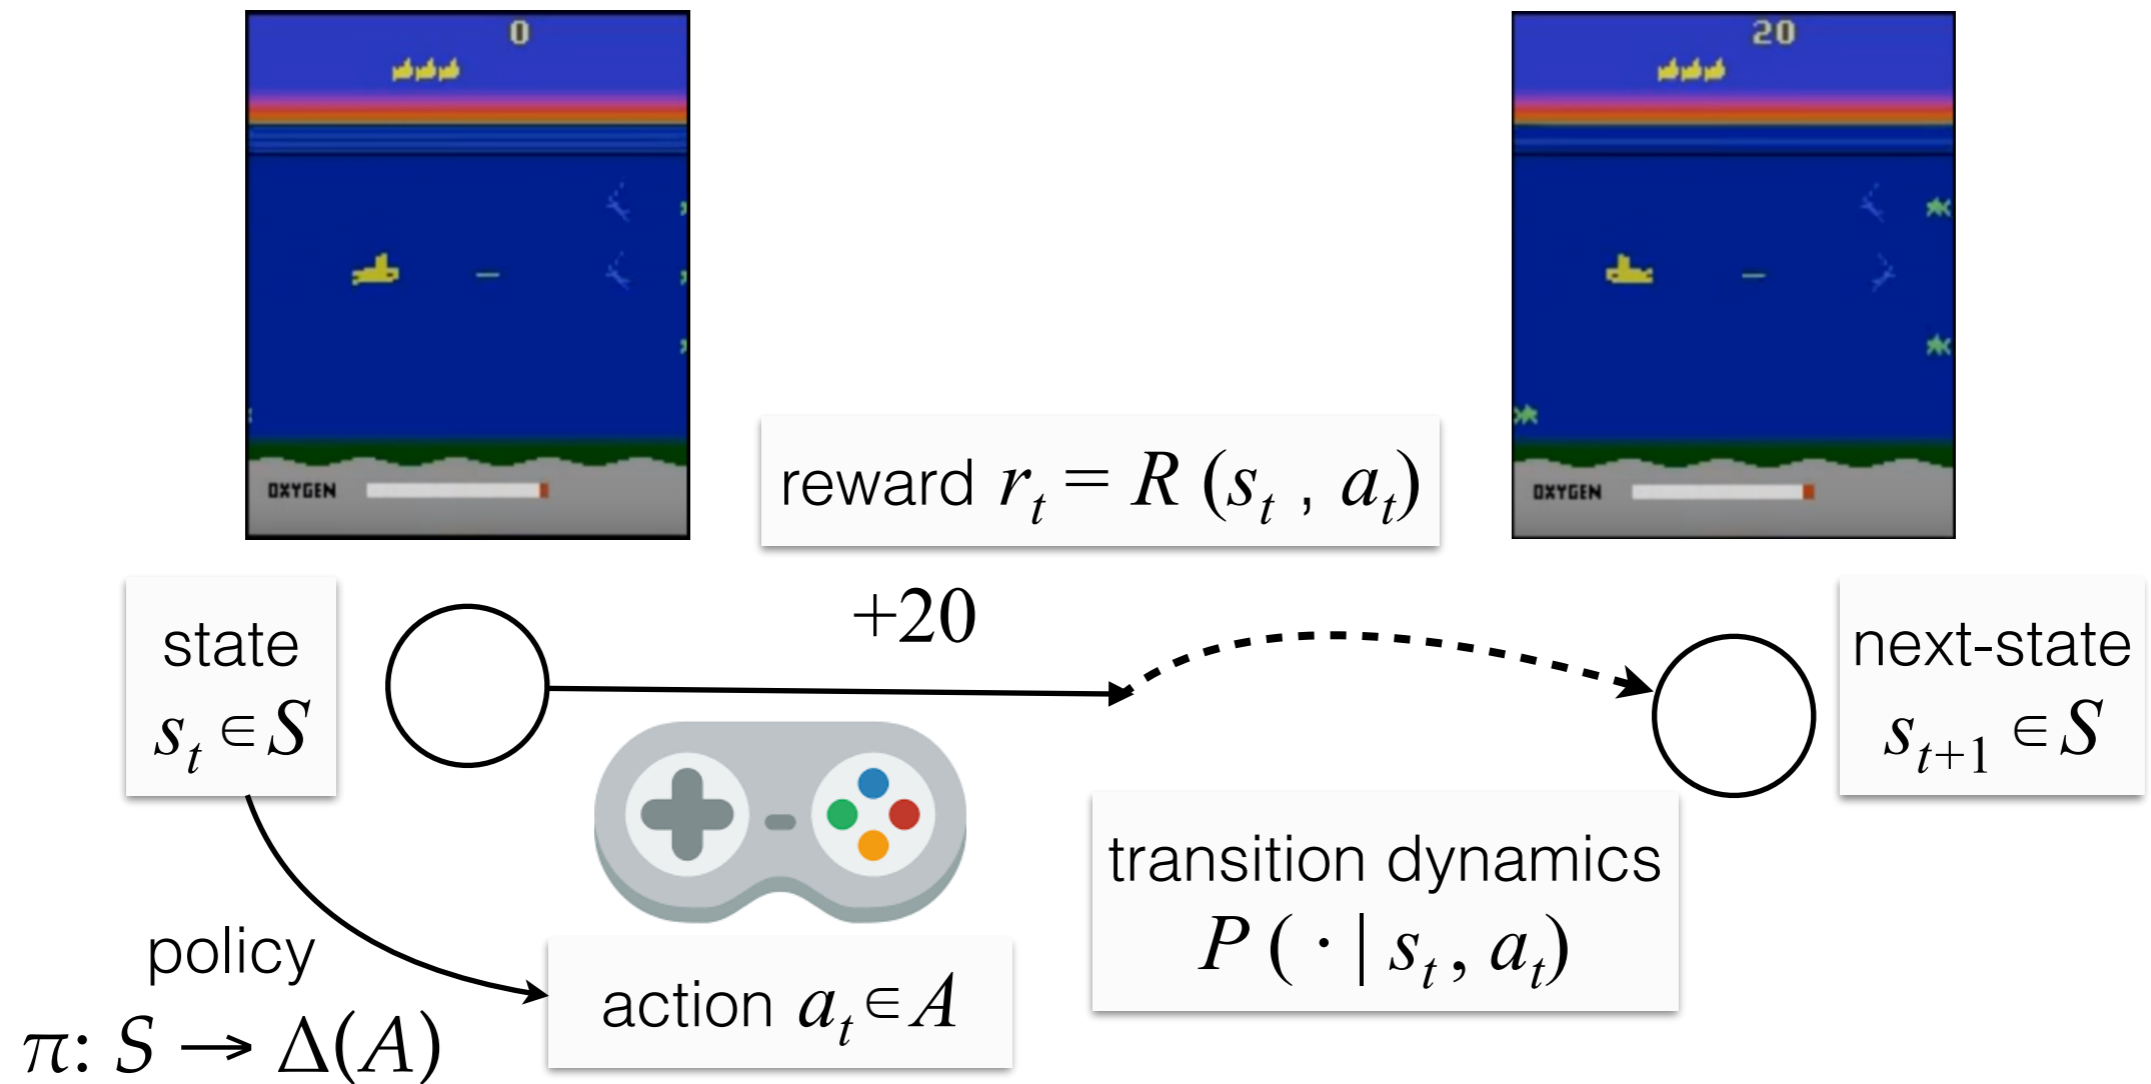 0
20
OXYGEN
OXYGEN
reward r_t = R (s_t , a_t)
+20
state
s_t ∈ S
next-state
s_{t+1} ∈ S
transition dynamics
P ( · | s_t , a_t)
policy
π: S → Δ(A)
action a_t ∈ A